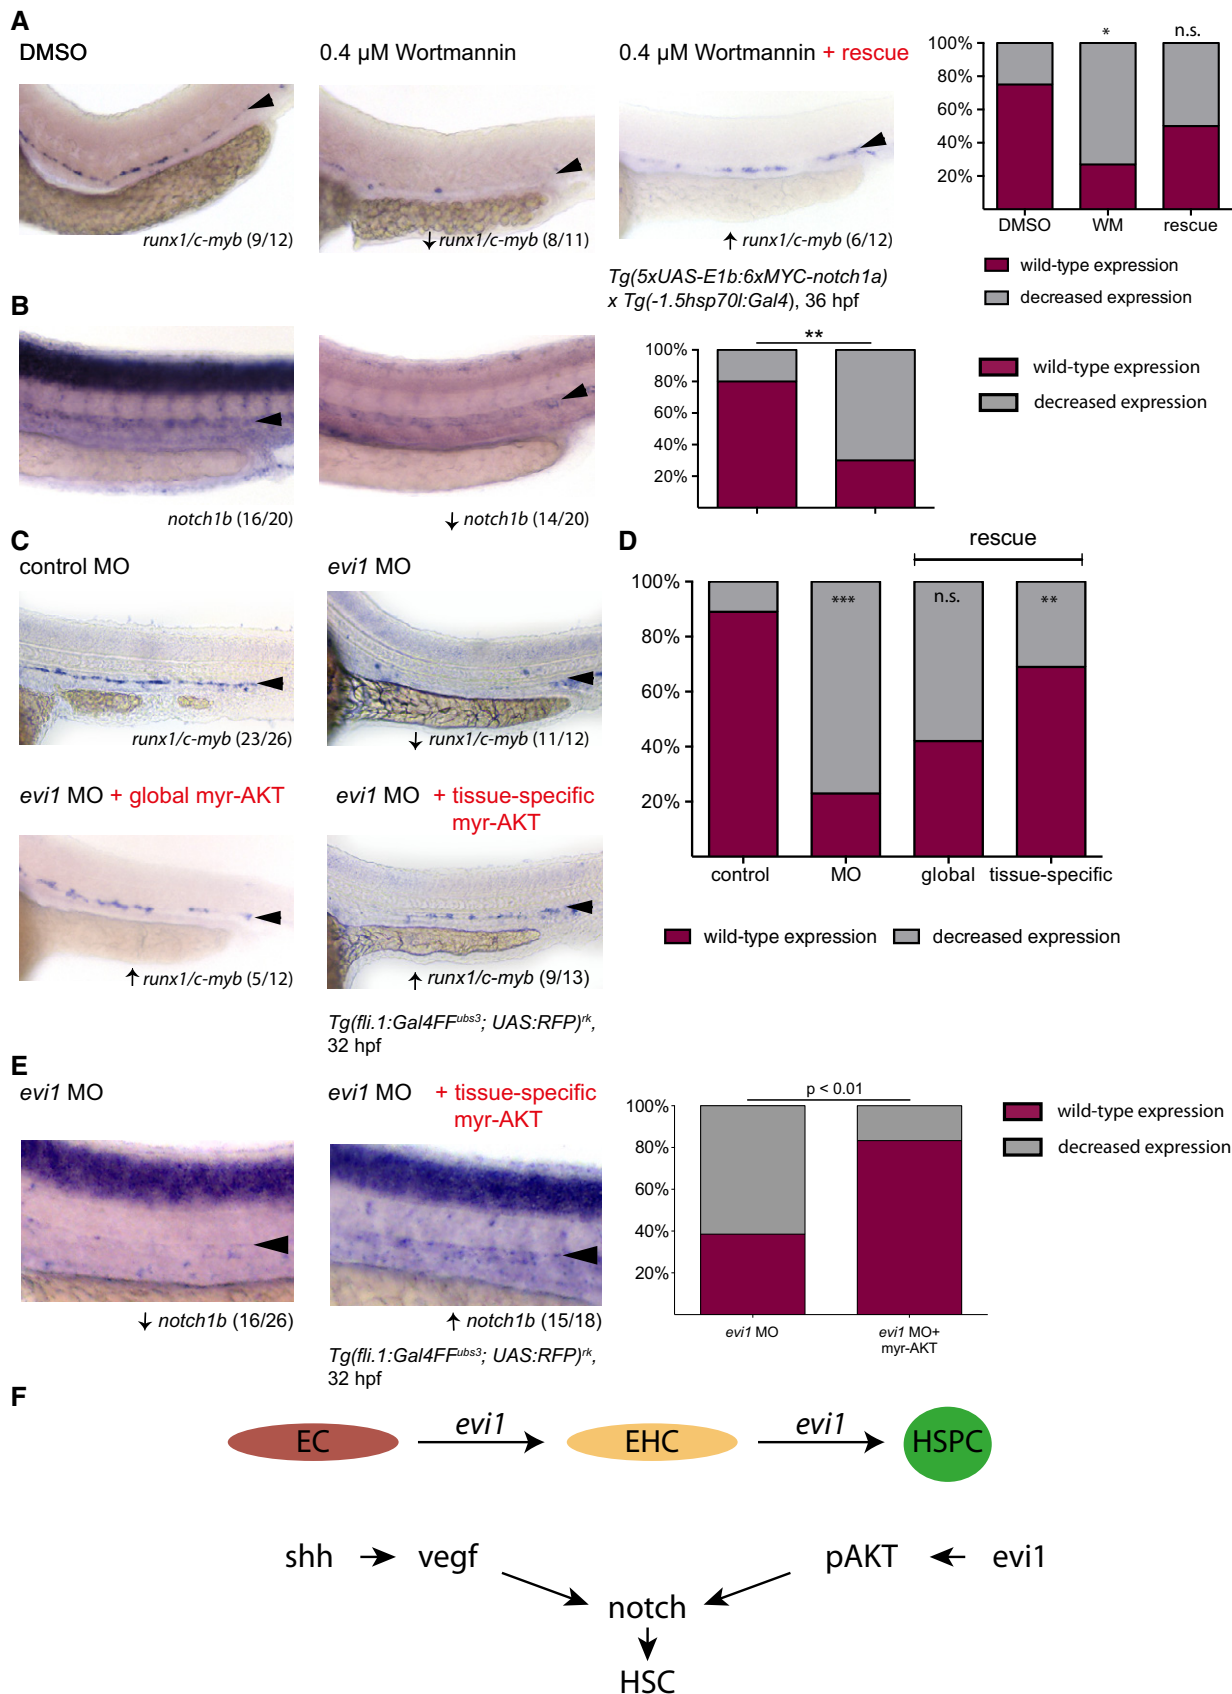 A
DMSO
0.4 µM Wortmannin
0.4 µM Wortmannin + rescue
runx1/c-myb (9/12)
↓ runx1/c-myb (8/11)
↑ runx1/c-myb (6/12)
Tg(5xUAS-E1b:6xMYC-notch1a)
x Tg(-1.5hsp70l:Gal4), 36 hpf
* n.s.
100%
80%
60%
40%
20%
DMSO WM rescue
wild-type expression
decreased expression
B
notch1b (16/20)
↓ notch1b (14/20)
**
100%
80%
60%
40%
20%
wild-type expression
decreased expression
C
control MO
evi1 MO
runx1/c-myb (23/26)
↓ runx1/c-myb (11/12)
evi1 MO + global myr-AKT
evi1 MO + tissue-specific
myr-AKT
↑ runx1/c-myb (5/12)
↑ runx1/c-myb (9/13)
Tg(fli.1:Gal4FFubs3; UAS:RFP)rk,
32 hpf
D
rescue
*** n.s. **
100%
80%
60%
40%
20%
control MO global tissue-specific
wild-type expression decreased expression
E
evi1 MO
evi1 MO + tissue-specific
myr-AKT
↓ notch1b (16/26)
↑ notch1b (15/18)
Tg(fli.1:Gal4FFubs3; UAS:RFP)rk,
32 hpf
p < 0.01
100%
80%
60%
40%
20%
evi1 MO
evi1 MO+
myr-AKT
wild-type expression
decreased expression
F
EC evi1 EHC evi1 HSPC
shh → vegf pAKT ← evi1
notch
HSC